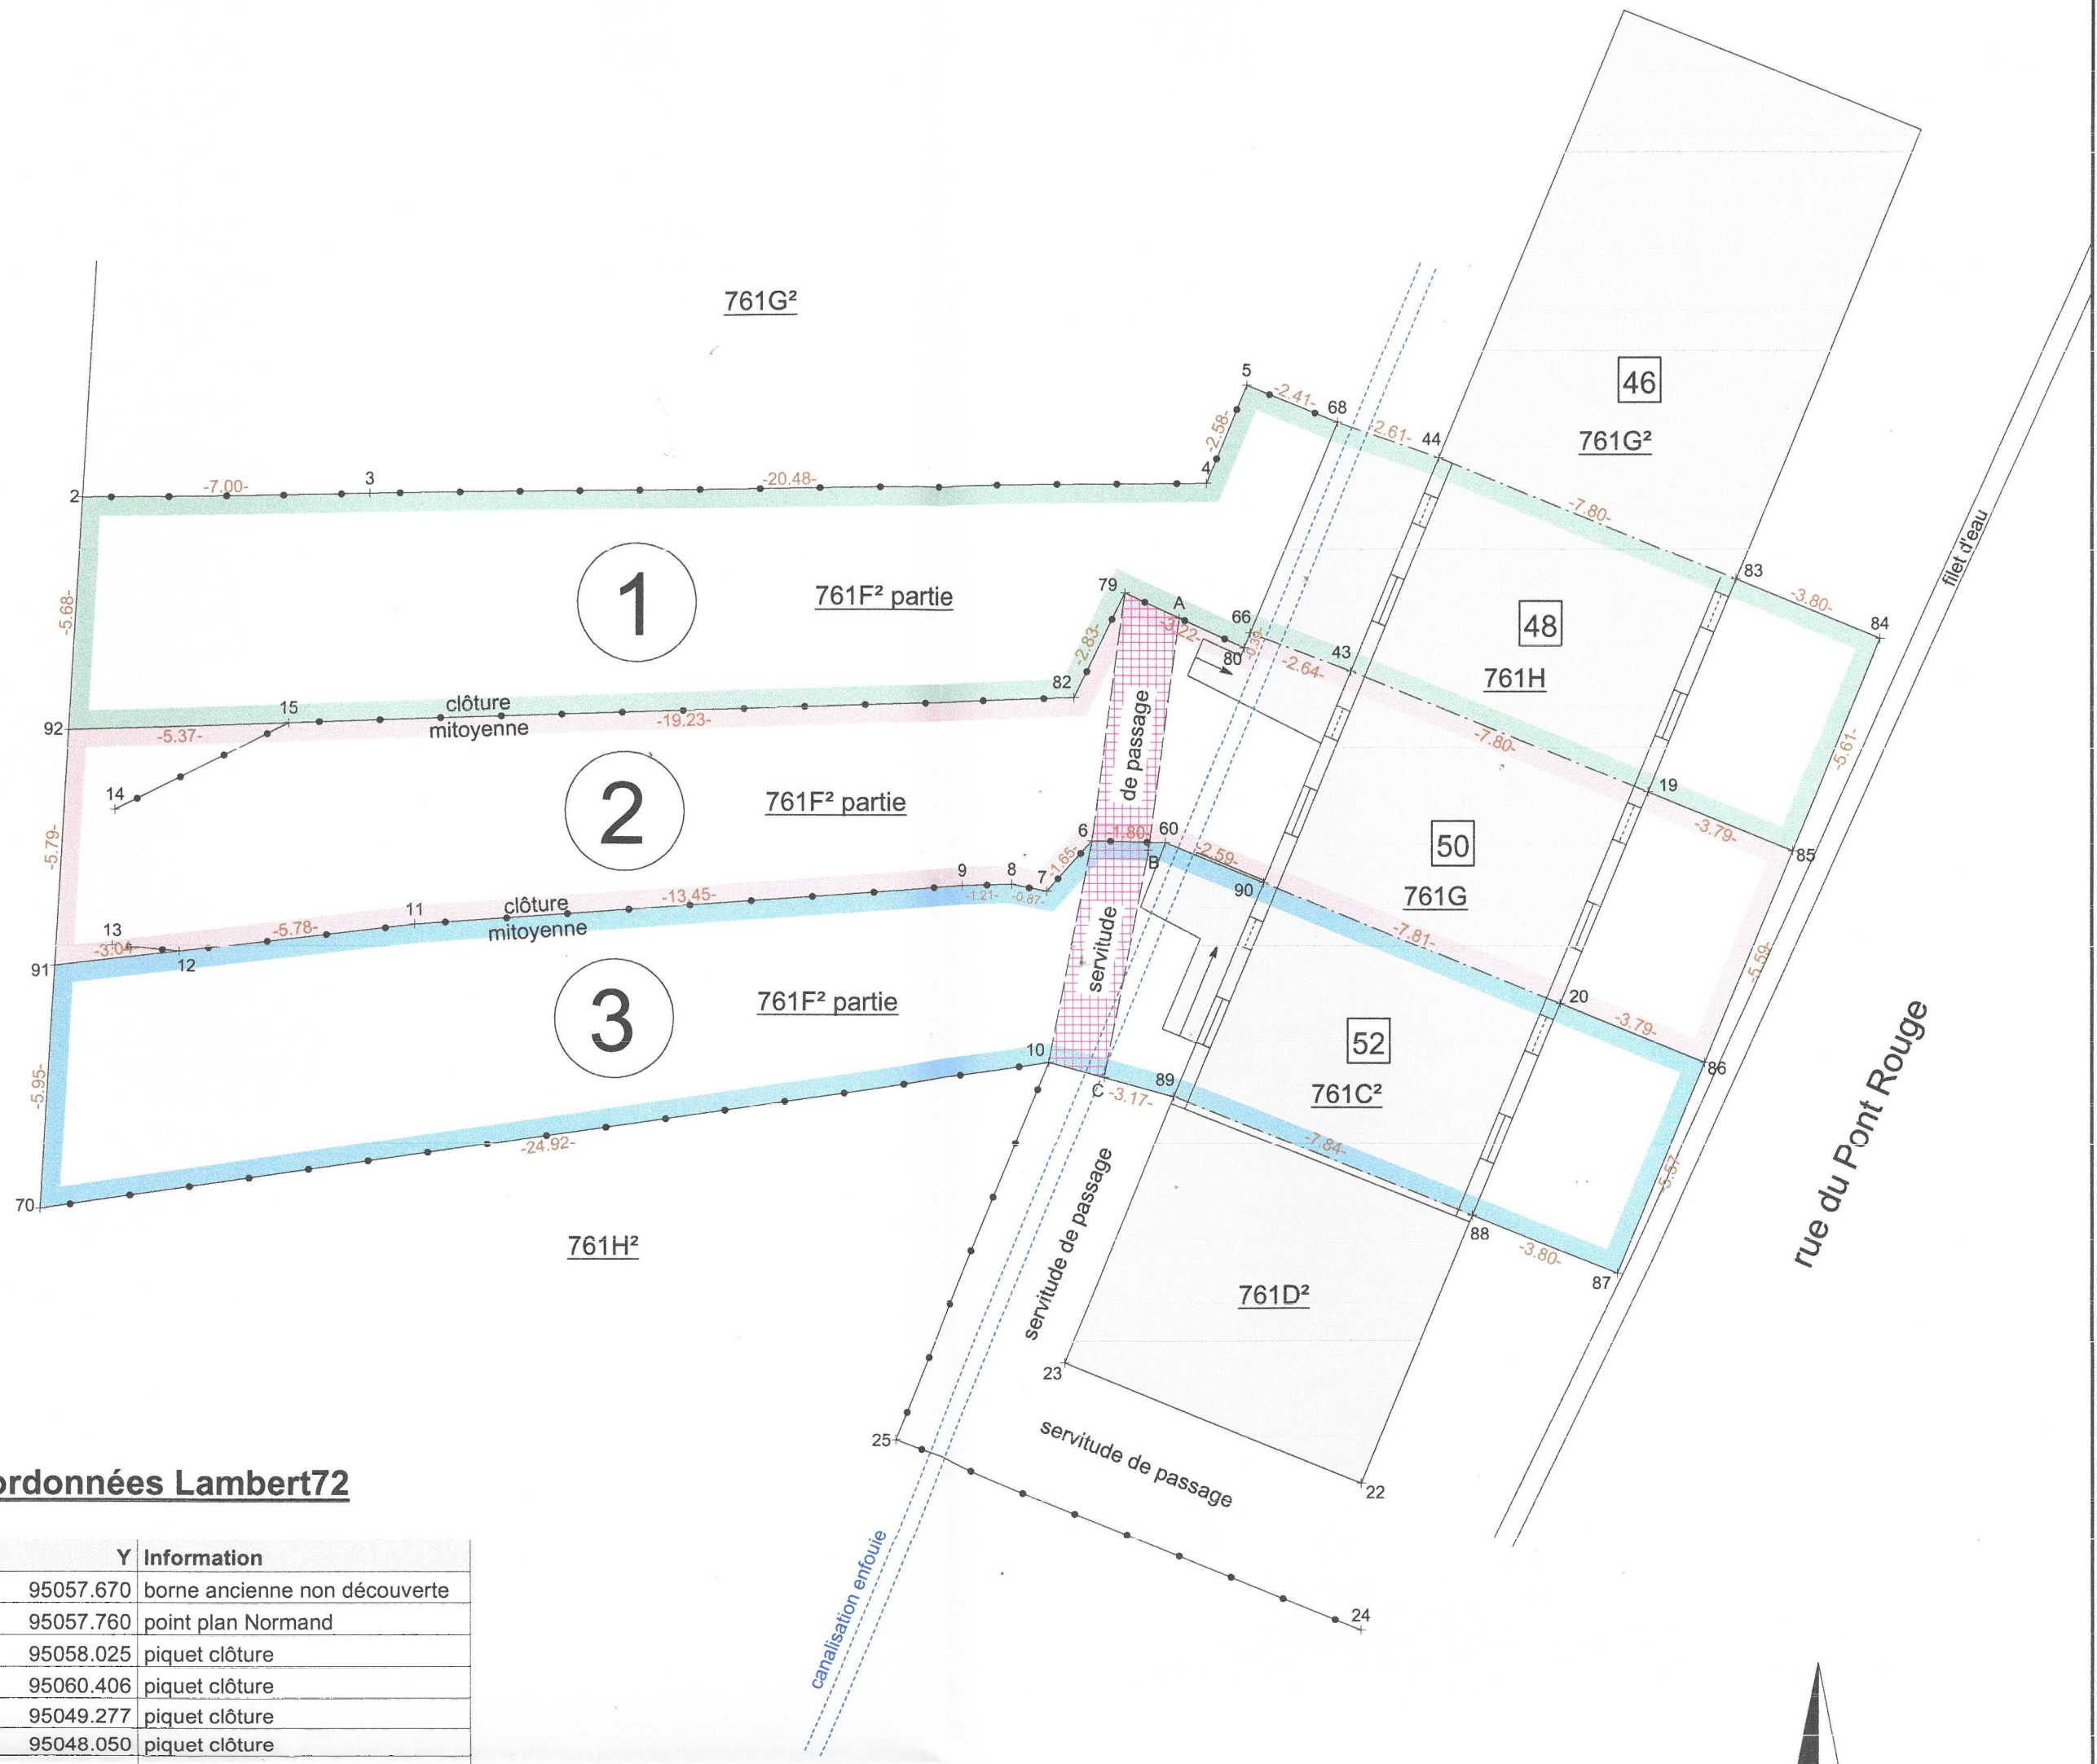 761G²
46
761G²
5
-2.41-
68
-2.61-
44
-2.58-
4
2
-7.00-
3
-20.48-
-7.80-
83
-3.80-
84
filet d'eau
-5.68-
1
761F² partie
79
A
-3.22-
66
80
-0.39-
-2.64-
43
48
761H
-2.83-
82
92
-5.37-
15
clôture
mitoyenne
-19.23-
14
de passage
-7.80-
19
-3.79-
85
-5.61-
2
761F² partie
-5.79-
6
-1.80-
60
B
-2.59-
90
50
761G
-1.65-
9
8
7
-1.21-
-0.87-
-13.45-
clôture
mitoyenne
11
-5.78-
13
-3.04-
12
91
-7.81-
20
-3.79-
86
-5.59-
servitude
3
761F² partie
-5.95-
52
761C²
10
C
-3.17-
89
-7.84-
88
-3.80-
87
-5.57-
rue du Pont Rouge
-24.92-
70
761H²
servitude de passage
761D²
23
22
25
servitude de passage
24
canalisation enfouie
ordonnées Lambert72
Y Information
95057.670 borne ancienne non découverte
95057.760 point plan Normand
95058.025 piquet clôture
95060.406 piquet clôture
95049.277 piquet clôture
95048.050 piquet clôture